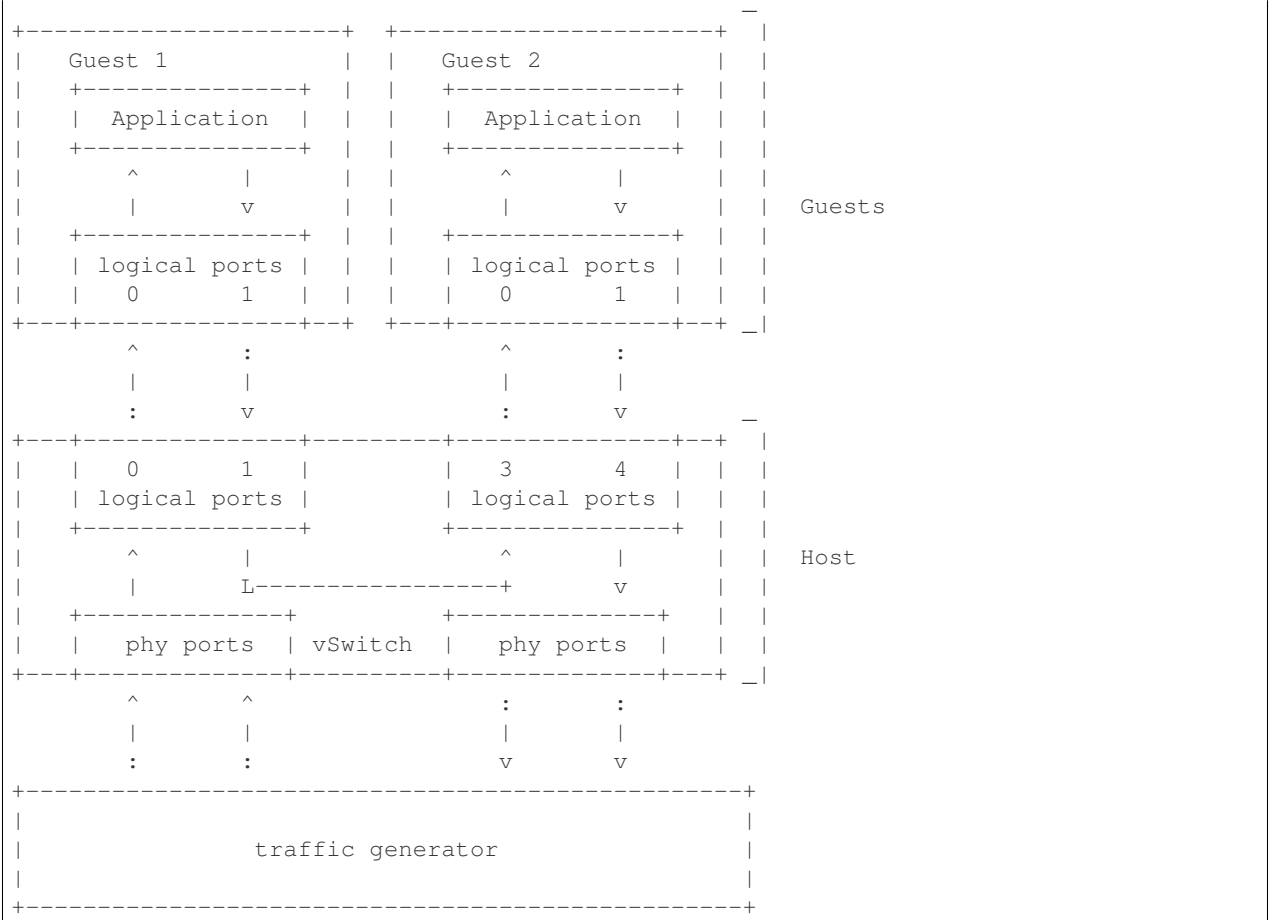 Guest 1 Guest 2
Application Application
Guests
logical ports logical ports
0 1 0 1
0 1 3 4
logical ports logical ports
Host
phy ports vSwitch phy ports
traffic generator